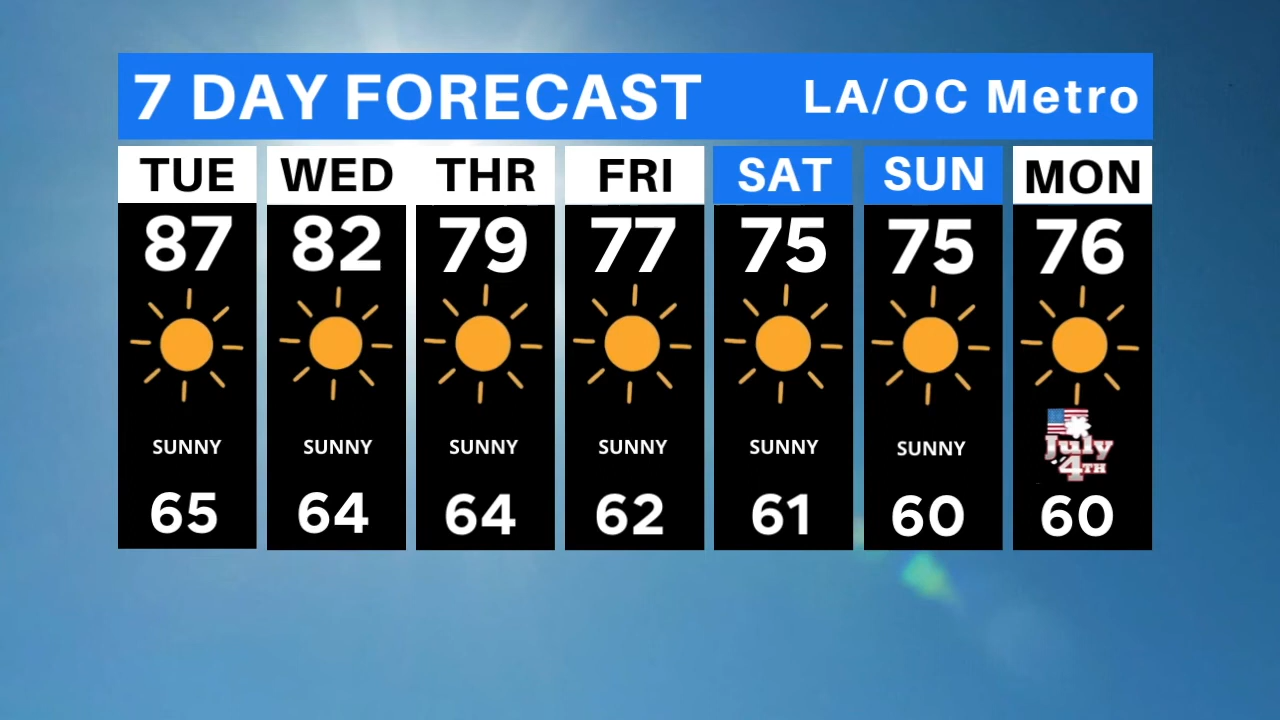 7 DAY FORECAST LA/OC Metro
TUE WED THR FRI SAT SUN MON
87 82 79 77 75 75 76
SUNNY SUNNY SUNNY SUNNY SUNNY SUNNY
July
4TH
65 64 64 62 61 60 60